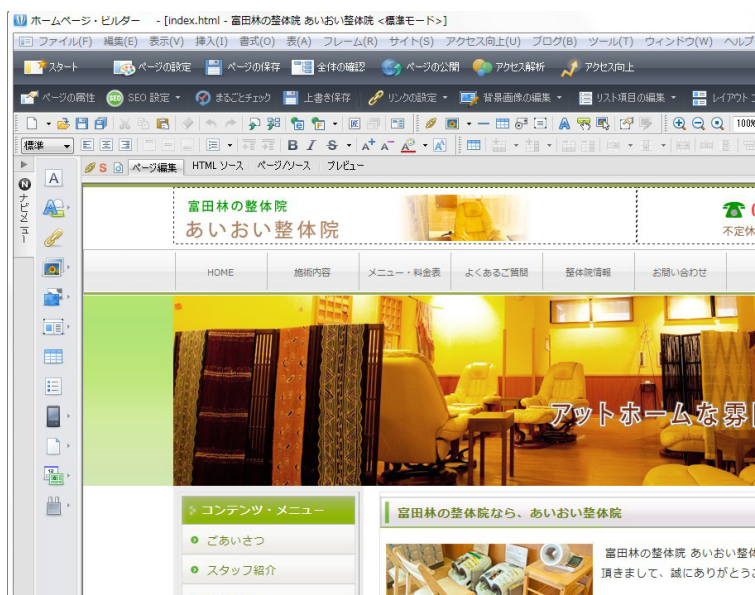 ホームページ・ビルダー - [index.html - 富田林の整体院 あいおい整体院 <標準モード>]
ファイル(F) 編集(E) 表示(V) 挿入(I) 書式(O) 表(A) フレーム(R) サイト(S) アクセス向上(U) ブログ(B) ツール(T) ウィンドウ(W) ヘルプ
スタート ページの設定 ページの保存 全体の確認 ページの公開 アクセス解析 アクセス向上
ページの属性 SEO 設定 まるごとチェック 上書き保存 リンクの設定 背景画像の編集 リスト項目の編集 レイアウトコ
100%
標準 B I S A A A A
S ページ編集 HTML ソース ページ/ソース プレビュー
ナビメニュー
A
富田林の整体院
あいおい整体院
不定休
HOME 施術内容 メニュー・料金表 よくあるご質問 整体院情報 お問い合わせ
アットホームな雰
コンテンツ・メニュー
富田林の整体院なら、あいおい整体院
ごあいさつ
スタッフ紹介
富田林の整体院 あいおい整体
頂きまして、誠にありがとうご